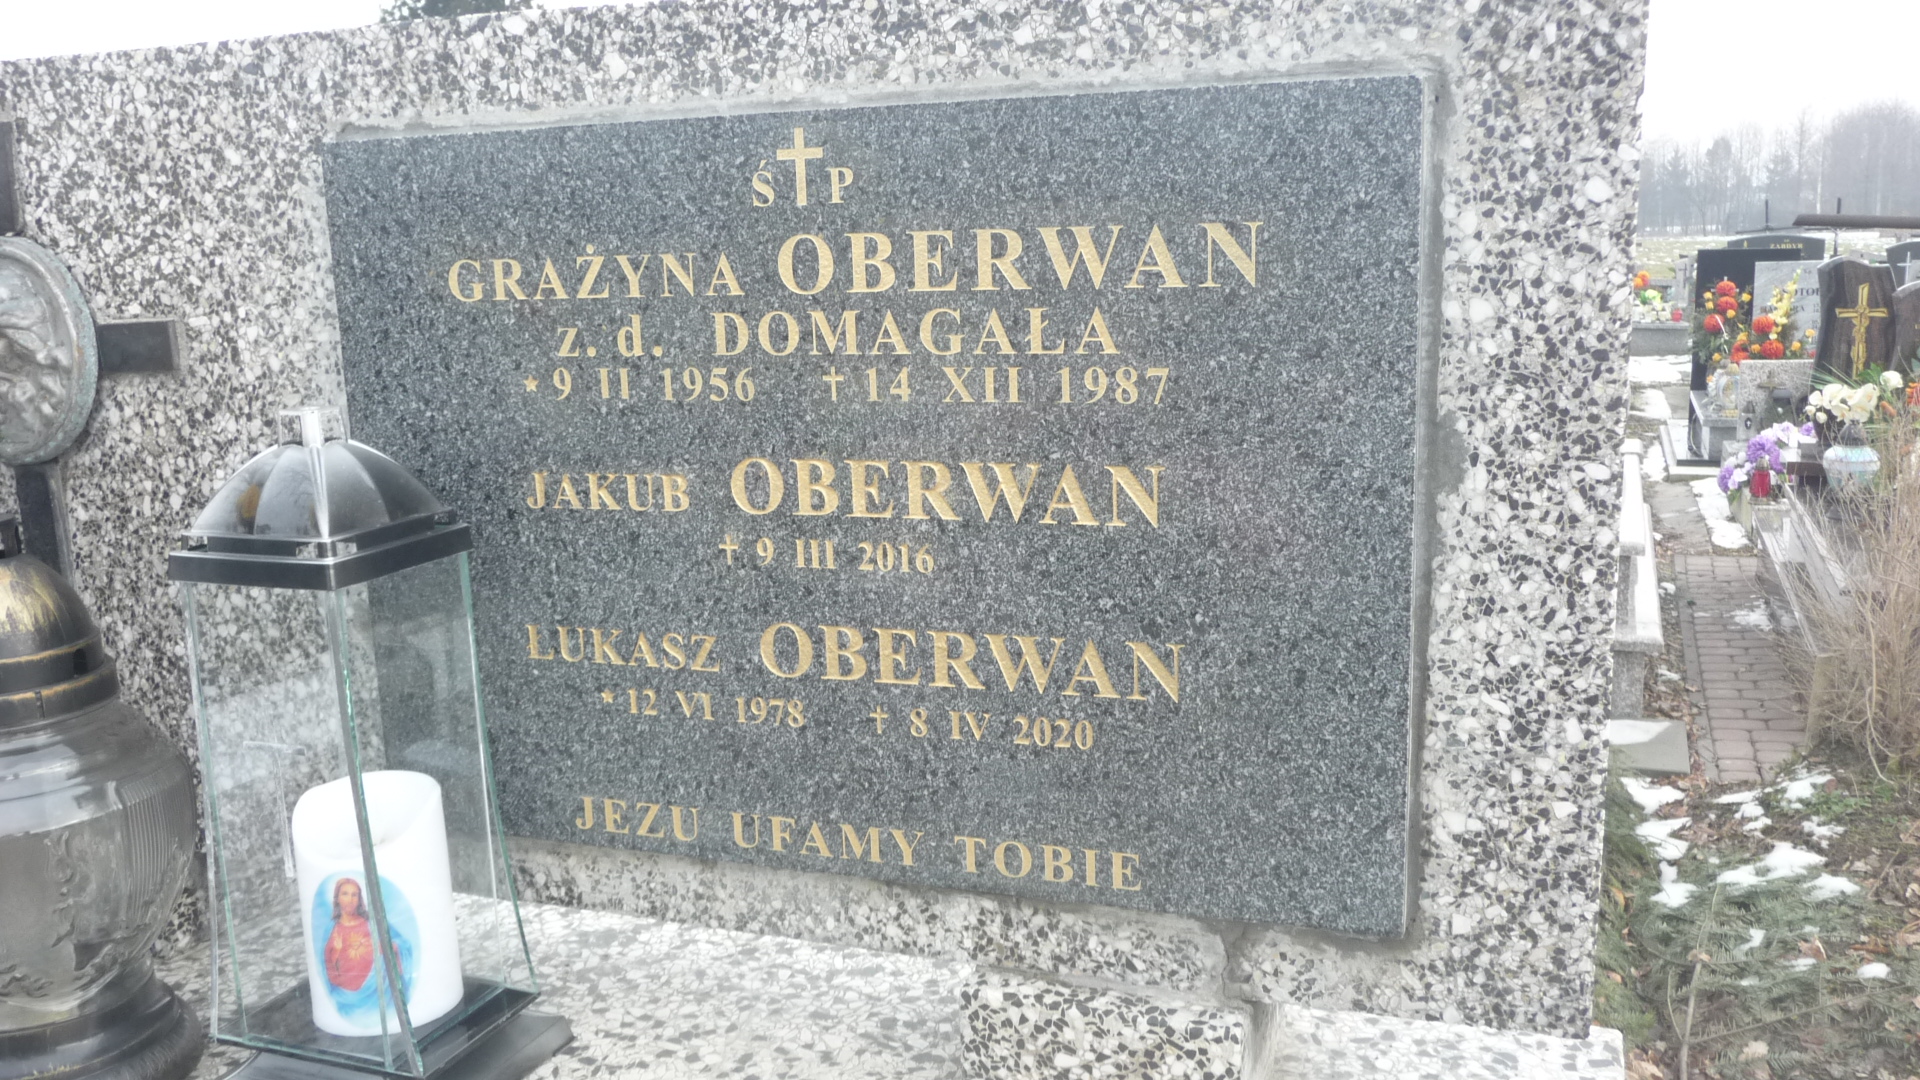 Ś✝P
GRAŻYNA OBERWAN
z. d. DOMAGAŁA
* 9 II 1956 † 14 XII 1987
JAKUB OBERWAN
† 9 III 2016
ŁUKASZ OBERWAN
* 12 VI 1978 † 8 IV 2020
JEZU UFAMY TOBIE